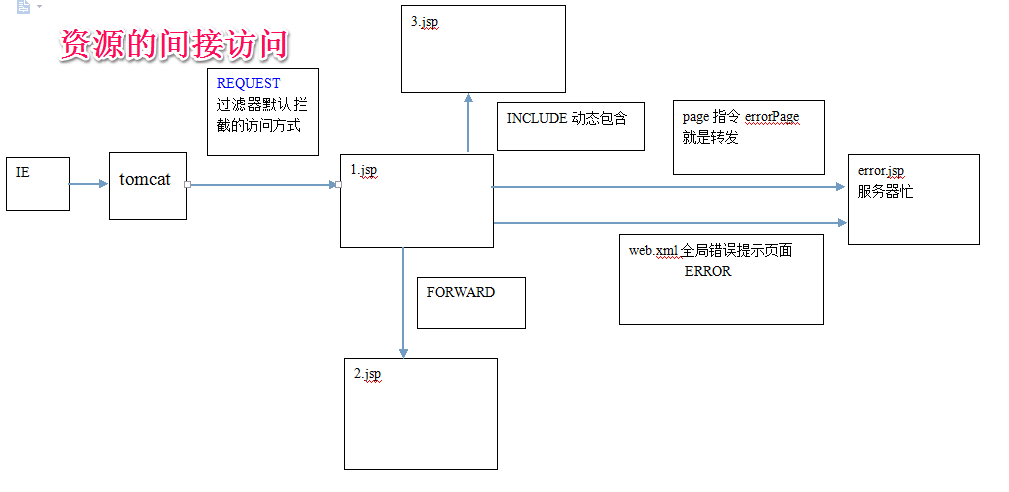 资源的间接访问
3.jsp
REQUEST
过滤器默认拦
截的访问方式
INCLUDE 动态包含
page 指令 errorPage
就是转发
IE
tomcat
1.jsp
error.jsp
服务器忙
web.xml 全局错误提示页面
ERROR
FORWARD
2.jsp